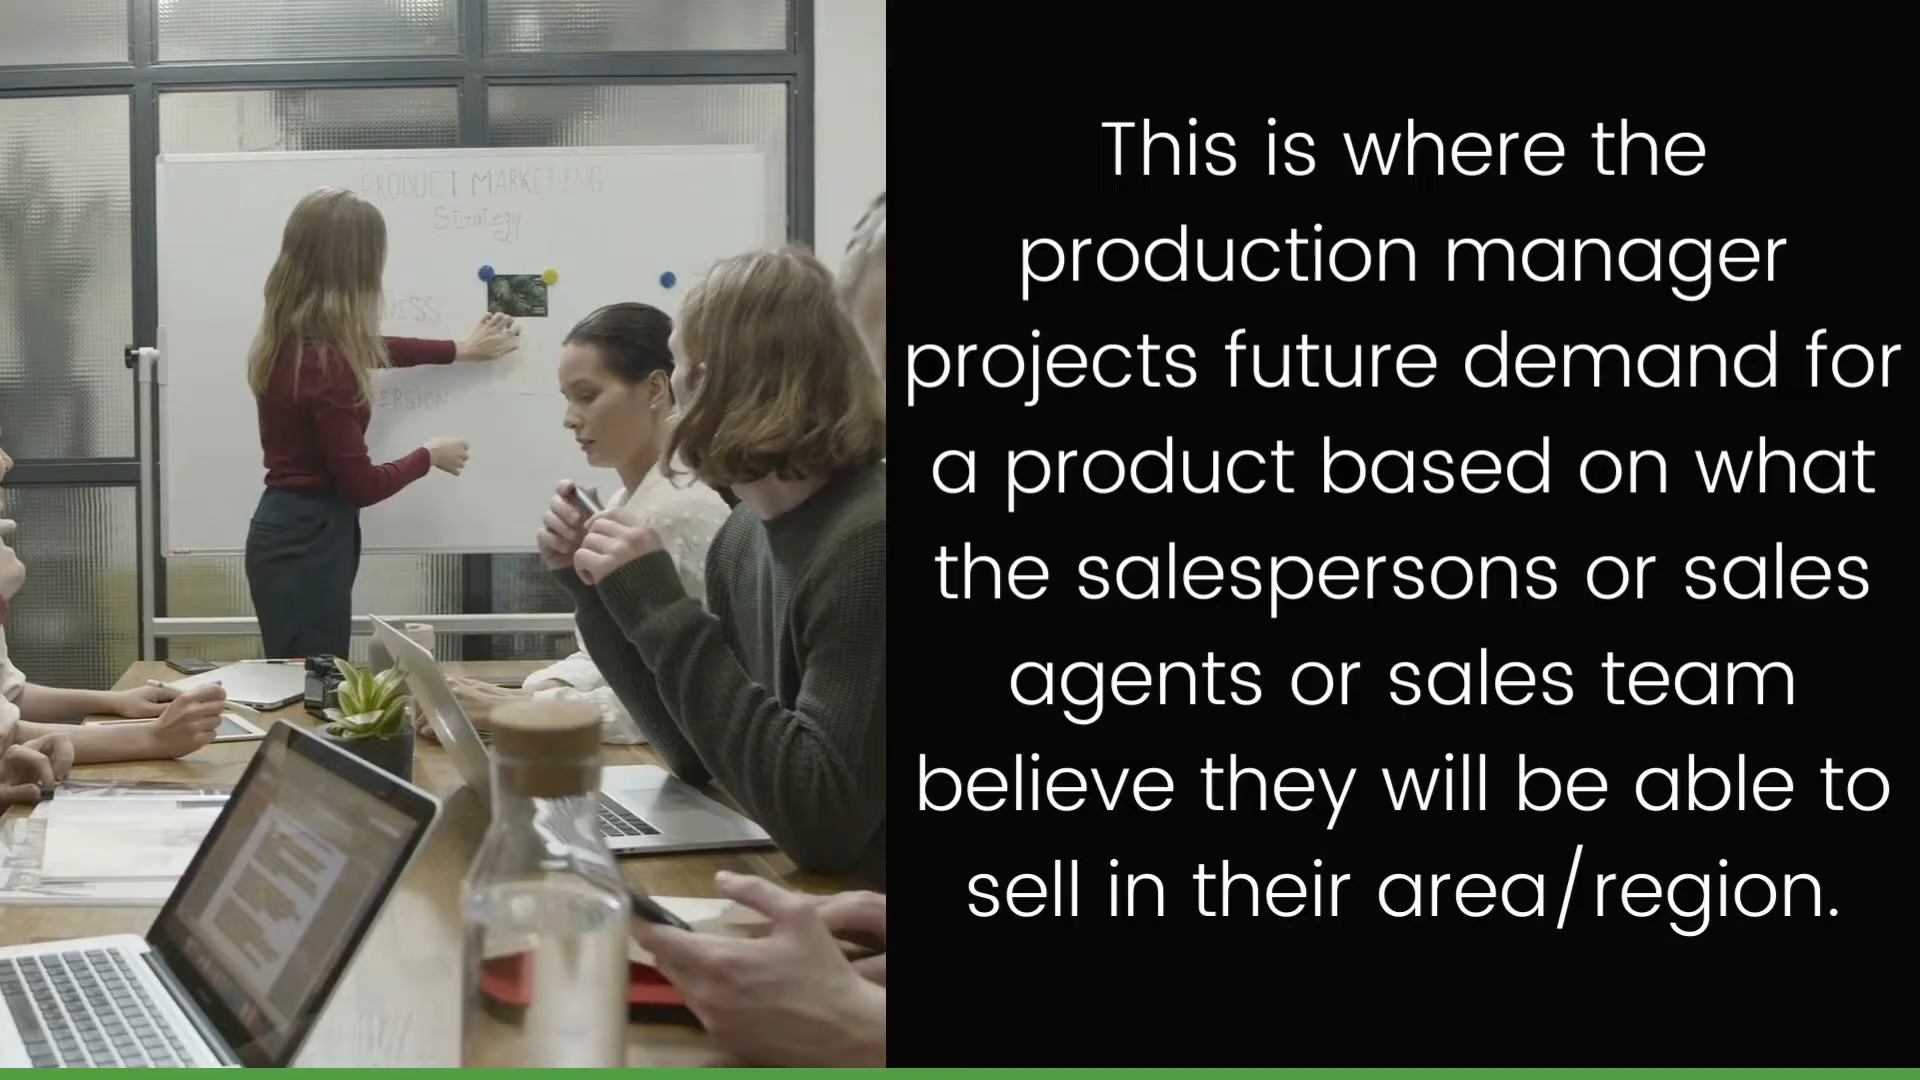 PRODUCT MARKETING
Strategy
This is where the
production manager
projects future demand for
a product based on what
the salespersons or sales
agents or sales team
believe they will be able to
sell in their area/region.